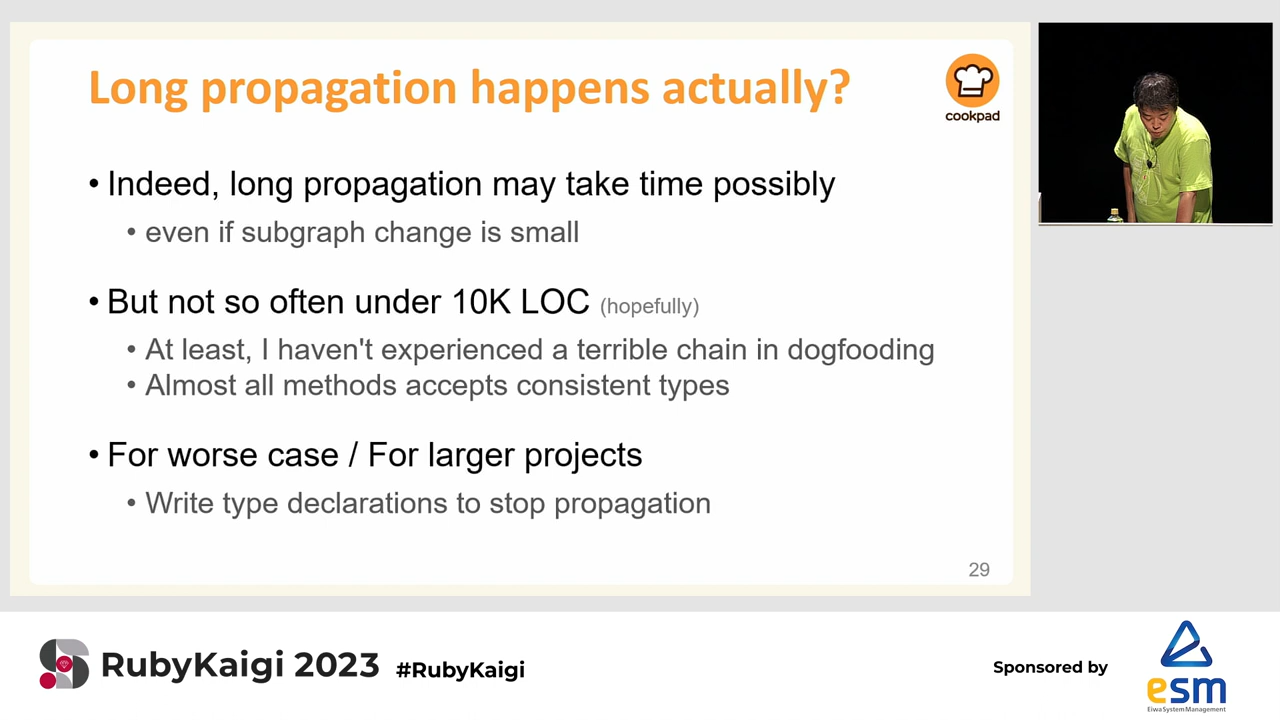 Long propagation happens actually?
cookpad
• Indeed, long propagation may take time possibly
• even if subgraph change is small
• But not so often under 10K LOC (hopefully)
• At least, I haven't experienced a terrible chain in dogfooding
• Almost all methods accepts consistent types
• For worse case / For larger projects
• Write type declarations to stop propagation
29
RubyKaigi 2023 #RubyKaigi
Sponsored by
esm
Eiwa System Management